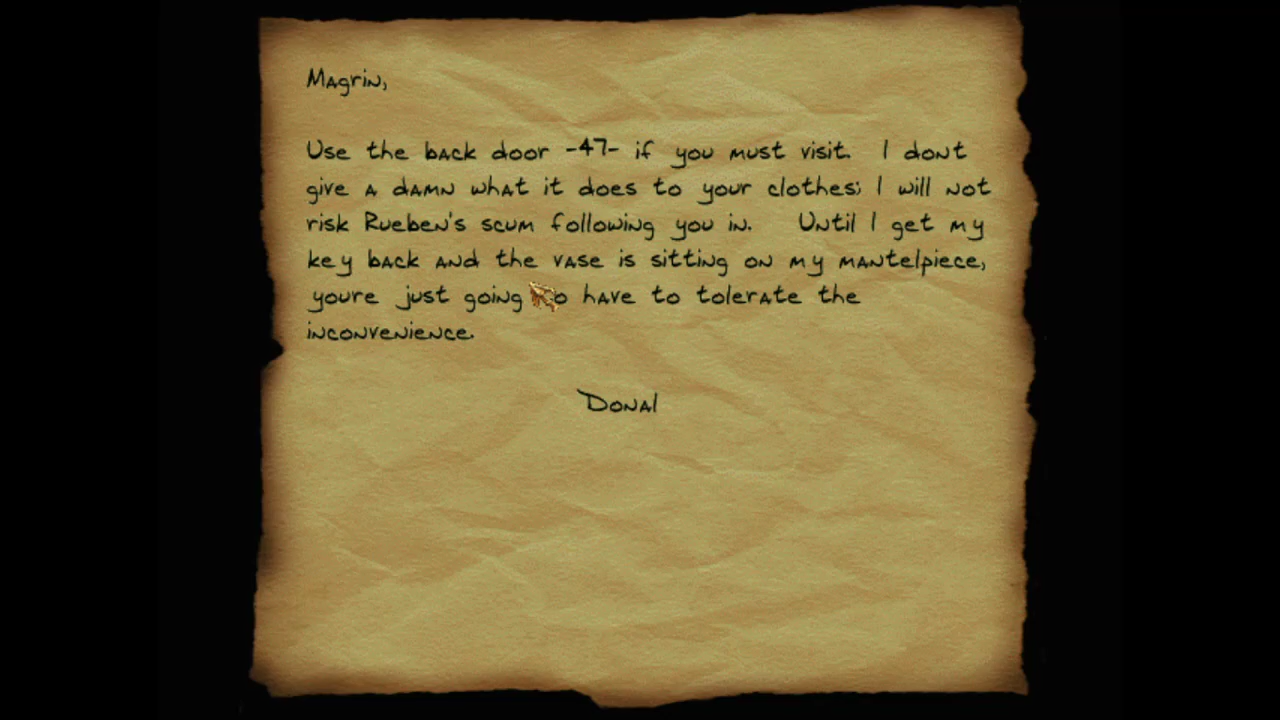 Magrin,
Use the back door -47- if you must visit. I dont
give a damn what it does to your clothes; I will not
risk Rueben's scum following you in. Until I get my
key back and the vase is sitting on my mantelpiece,
youre just going to have to tolerate the
inconvenience.
Donal